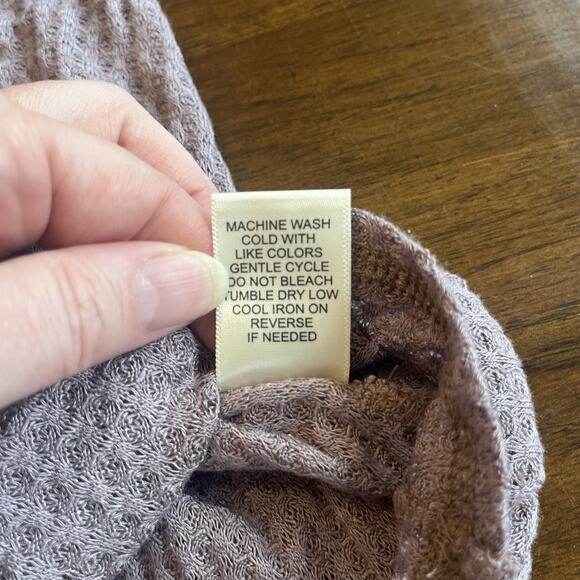 MACHINE WASH
COLD WITH
LIKE COLORS
GENTLE CYCLE
DO NOT BLEACH
TUMBLE DRY LOW
COOL IRON ON
REVERSE
IF NEEDED